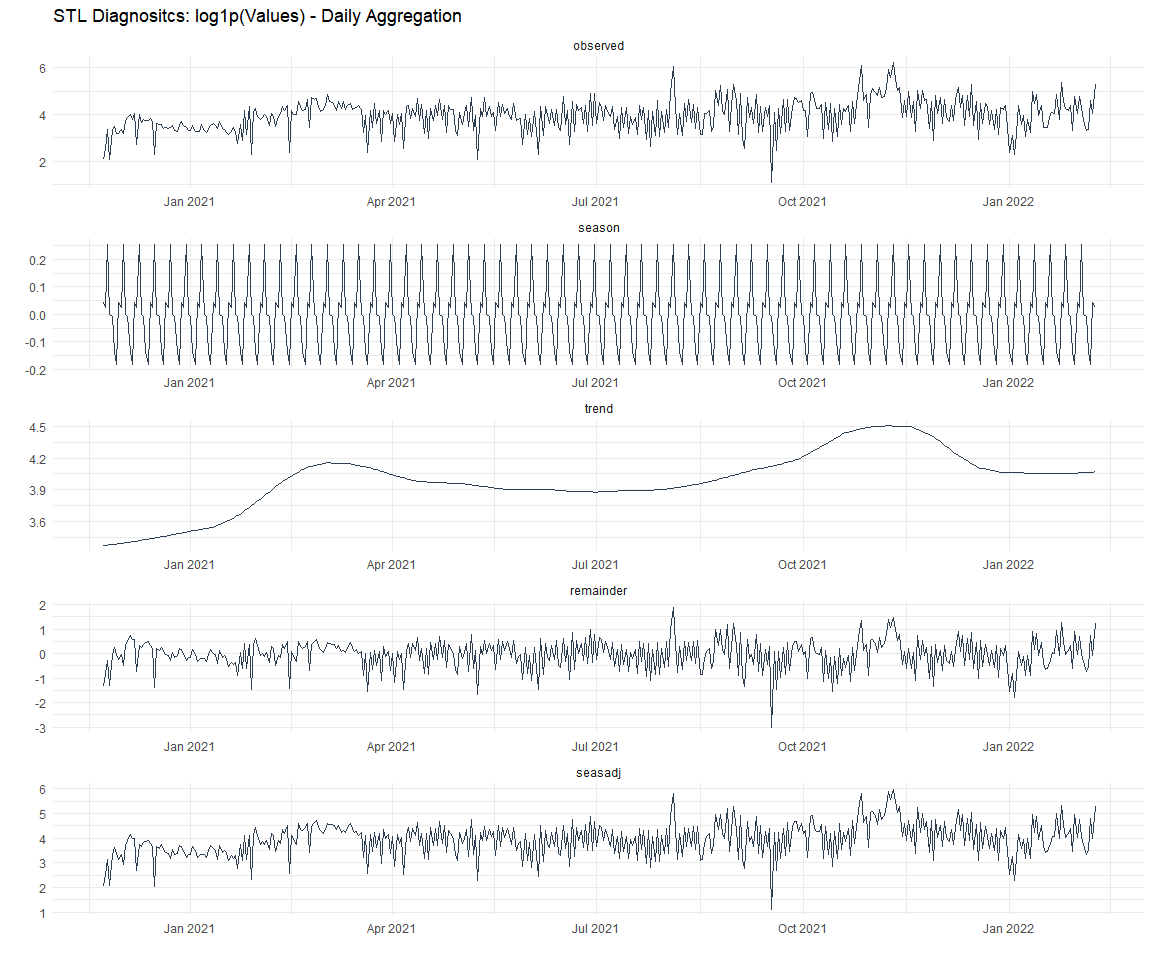 STL Diagnositcs: log1p(Values) - Daily Aggregation
observed
6
4
2
Jan 2021 Apr 2021 Jul 2021 Oct 2021 Jan 2022
season
0.2
0.1
0.0
-0.1
-0.2
Jan 2021 Apr 2021 Jul 2021 Oct 2021 Jan 2022
trend
4.5
4.2
3.9
3.6
Jan 2021 Apr 2021 Jul 2021 Oct 2021 Jan 2022
remainder
2
1
0
-1
-2
-3
Jan 2021 Apr 2021 Jul 2021 Oct 2021 Jan 2022
seasadj
6
5
4
3
2
1
Jan 2021 Apr 2021 Jul 2021 Oct 2021 Jan 2022